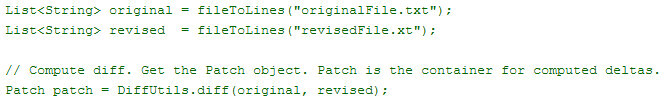 List<String> original = fileToLines("originalFile.txt");
List<String> revised  = fileToLines("revisedFile.xt");

// Compute diff. Get the Patch object. Patch is the container for computed deltas.
Patch patch = DiffUtils.diff(original, revised);